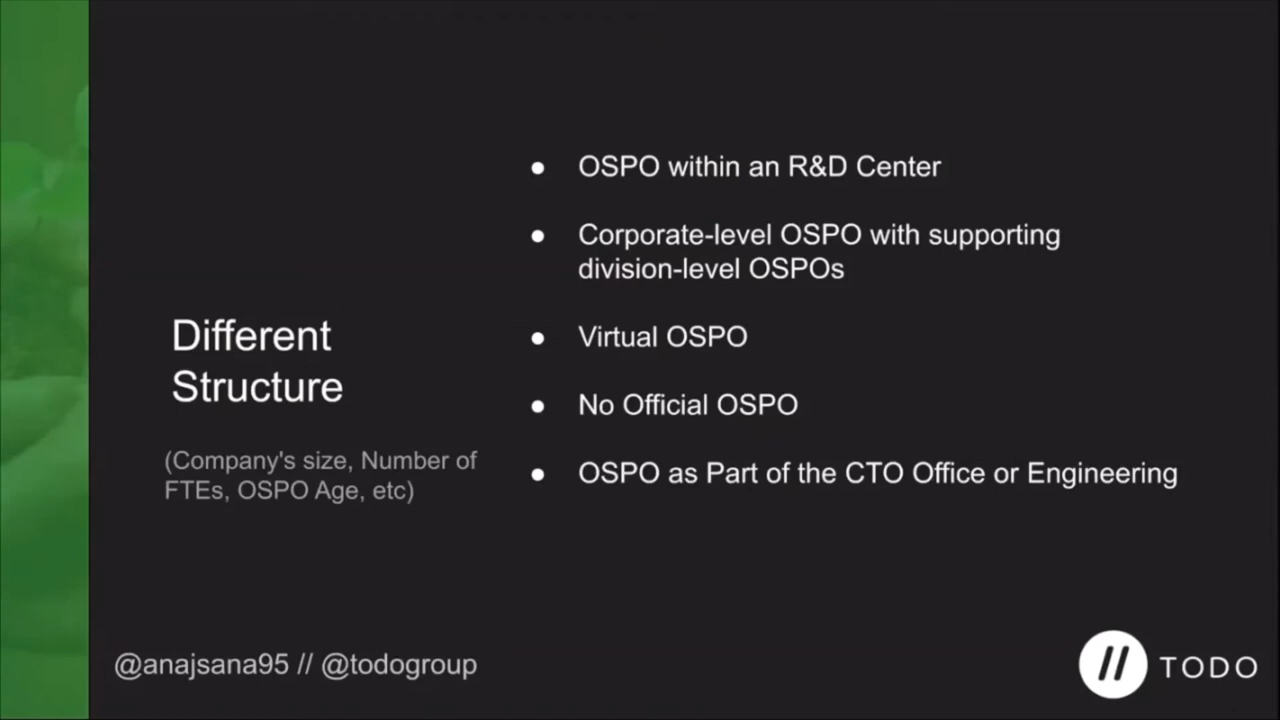 Different
Structure
(Company's size, Number of
FTEs, OSPO Age, etc)
● OSPO within an R&D Center
● Corporate-level OSPO with supporting
division-level OSPOs
● Virtual OSPO
● No Official OSPO
● OSPO as Part of the CTO Office or Engineering
@anajsana95 // @todogroup
// TODO